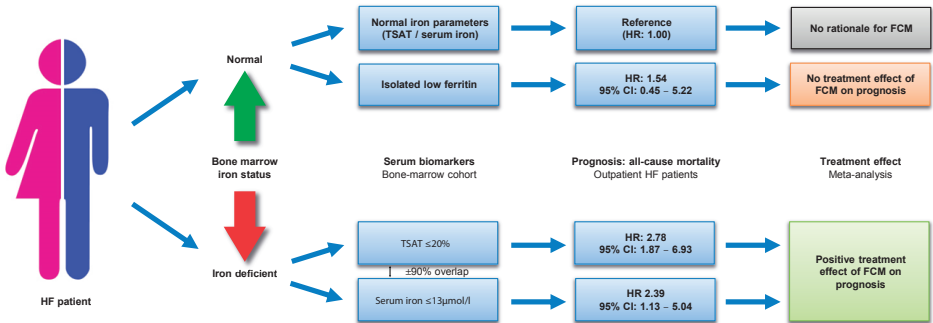 Normal iron parameters
(TSAT / serum iron)
Reference
(HR: 1.00)
No rationale for FCM
Normal
Isolated low ferritin
HR: 1.54
95% CI: 0.45 – 5.22
No treatment effect of
FCM on prognosis
Bone marrow
iron status
Serum biomarkers
Bone-marrow cohort
Prognosis: all-cause mortality
Outpatient HF patients
Treatment effect
Meta-analysis
TSAT ≤20%
HR: 2.78
95% CI: 1.87 – 6.93
Positive treatment
effect of FCM on
prognosis
Iron deficient
±90% overlap
Serum iron ≤13μmol/l
HR 2.39
95% CI: 1.13 – 5.04
HF patient